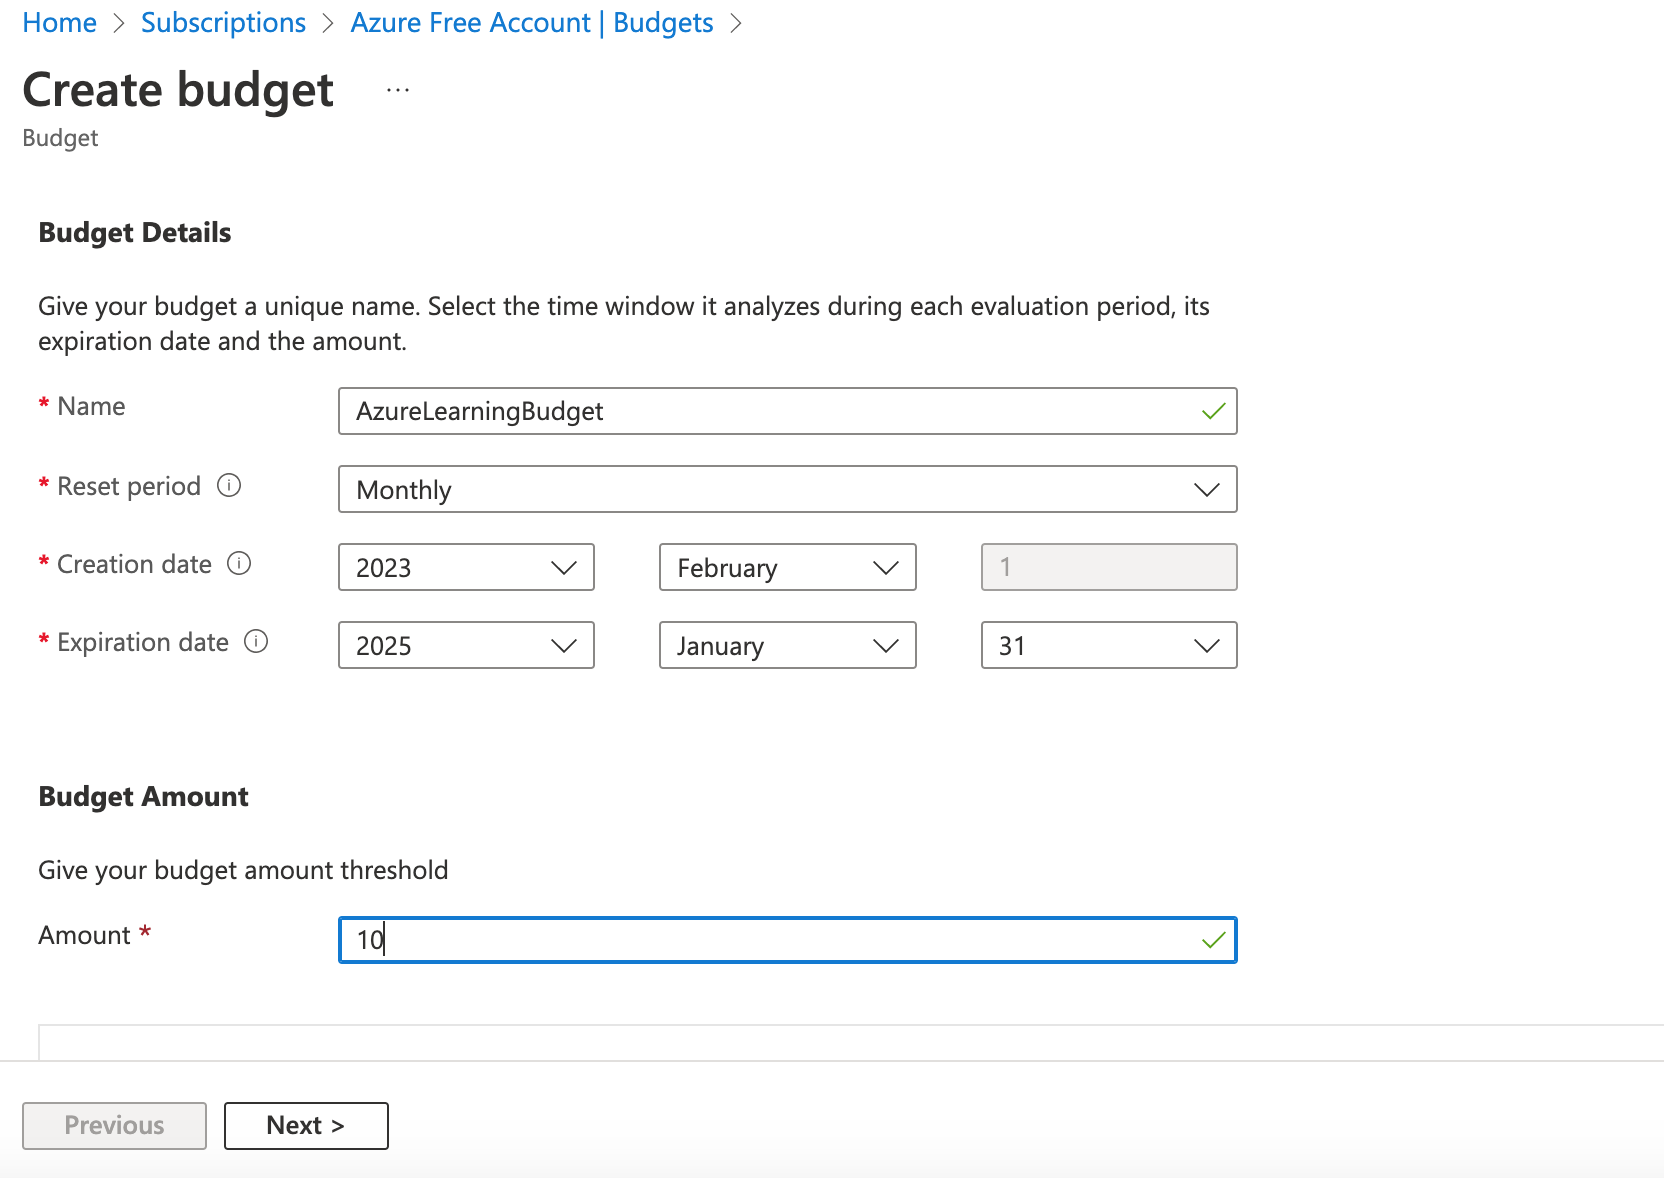 Home > Subscriptions > Azure Free Account | Budgets >
Create budget ...
Budget
Budget Details
Give your budget a unique name. Select the time window it analyzes during each evaluation period, its
expiration date and the amount.
* Name AzureLearningBudget
* Reset period Monthly
* Creation date 2023 February 1
* Expiration date 2025 January 31
Budget Amount
Give your budget amount threshold
Amount * 10
Previous Next >